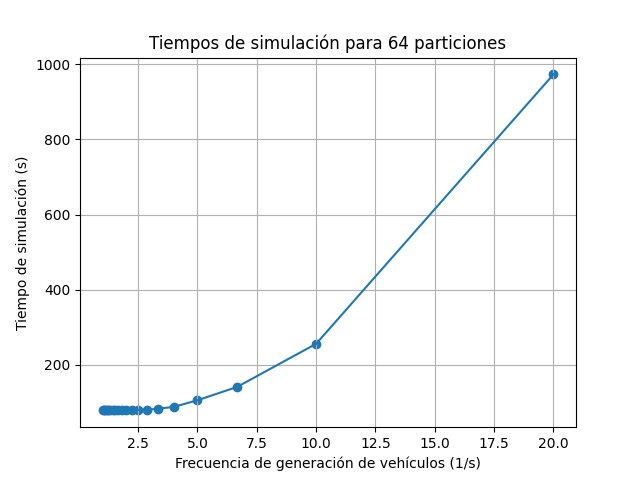 Tiempos de simulación para 64 particiones
1000
800
600
400
200
Tiempo de simulación (s)
2.5 5.0 7.5 10.0 12.5 15.0 17.5 20.0
Frecuencia de generación de vehículos (1/s)